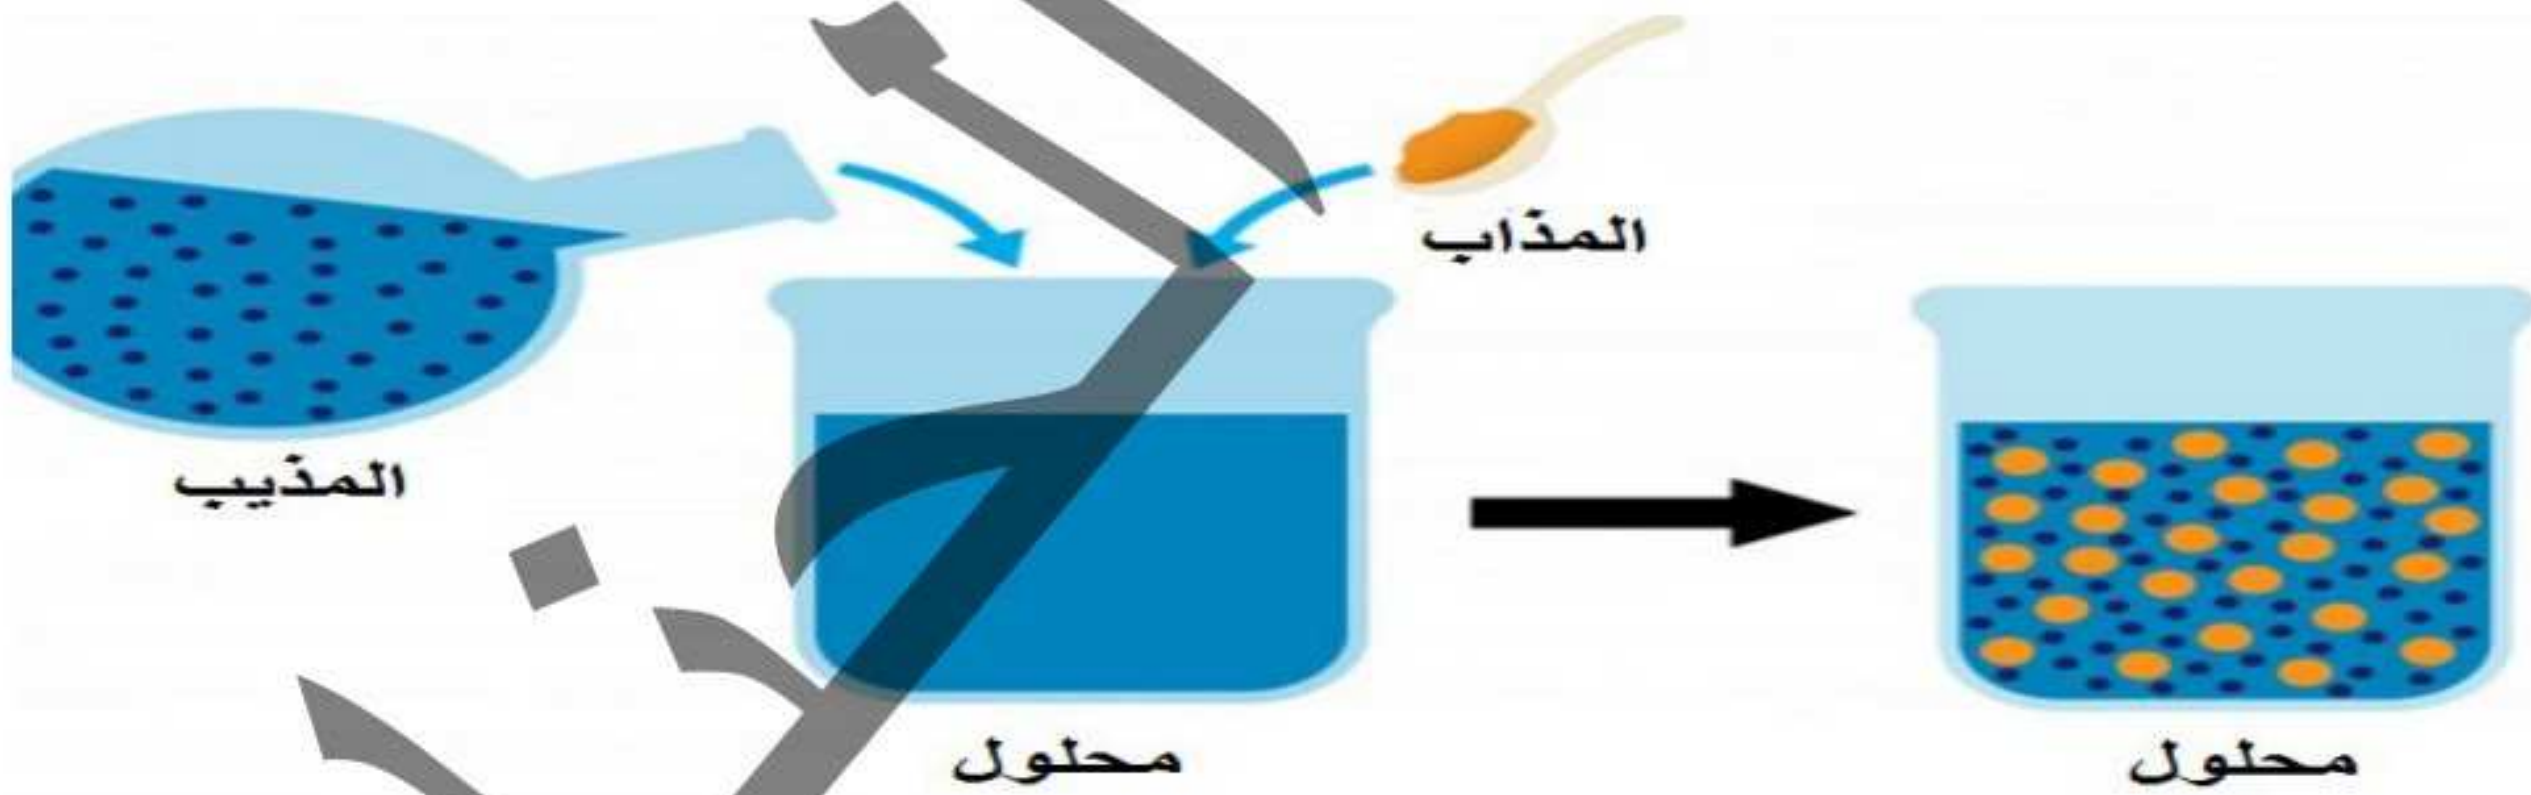 المذاب
المذيب
محلول
محلول